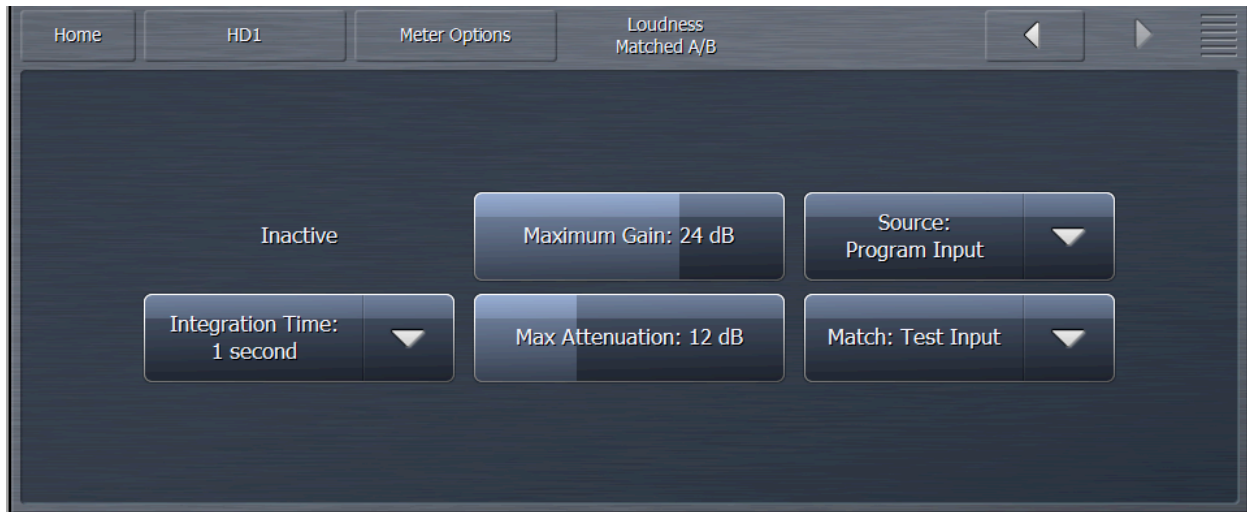 Home
HD1
Meter Options
Loudness
Matched A/B
Inactive
Maximum Gain: 24 dB
Source:
Program Input
Integration Time:
1 second
Max Attenuation: 12 dB
Match: Test Input